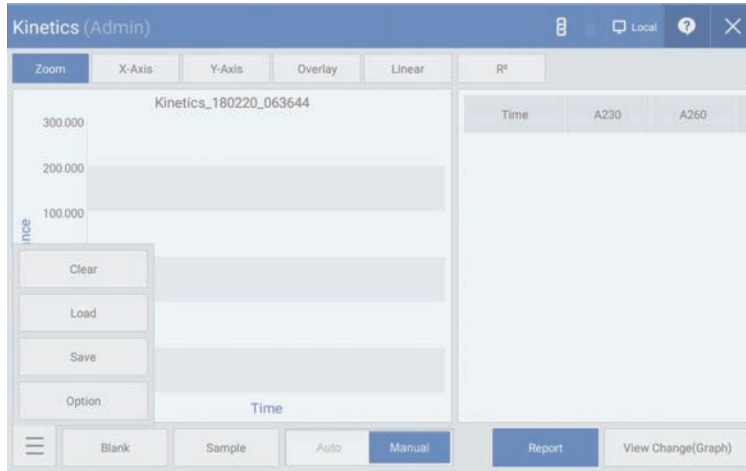 Kinetics (Admin)
Local
?
Zoom X-Axis Y-Axis Overlay Linear R²
Kinetics_180220_063644
Time A230 A260
300.000
200.000
100.000
Clear
Load
Save
Option
Time
Blank Sample Auto Manual Report View Change(Graph)